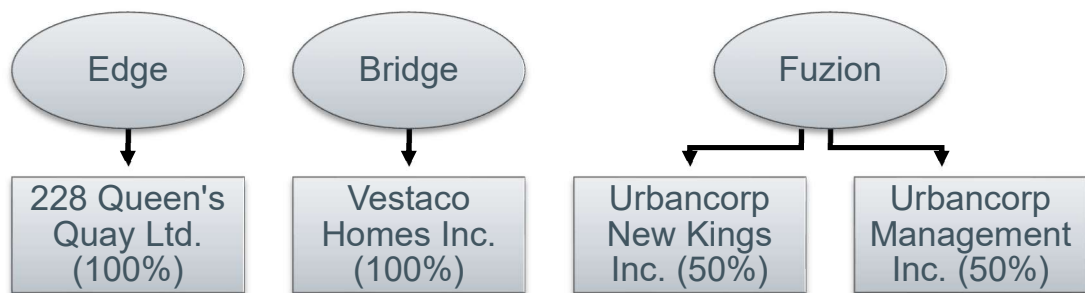 Edge
Bridge
Fuzion
228 Queen's
Quay Ltd.
(100%)
Vestaco
Homes Inc.
(100%)
Urbancorp
New Kings
Inc. (50%)
Urbancorp
Management
Inc. (50%)